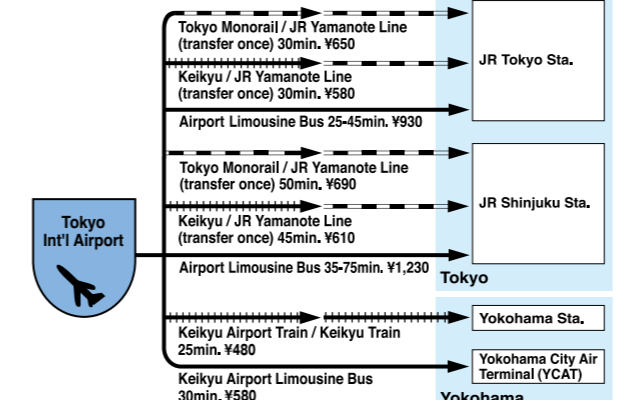 Tokyo Monorail / JR Yamanote Line
(transfer once) 30min. ¥650
JR Tokyo Sta.
Keikyu / JR Yamanote Line
(transfer once) 30min. ¥580
Airport Limousine Bus 25-45min. ¥930
Tokyo Monorail / JR Yamanote Line
(transfer once) 50min. ¥690
JR Shinjuku Sta.
Keikyu / JR Yamanote Line
(transfer once) 45min. ¥610
Tokyo
Int'l Airport
Airport Limousine Bus 35-75min. ¥1,230
Tokyo
Keikyu Airport Train / Keikyu Train
25min. ¥480
Yokohama Sta.
Keikyu Airport Limousine Bus
30min. ¥580
Yokohama City Air
Terminal (YCAT)
Yokohama